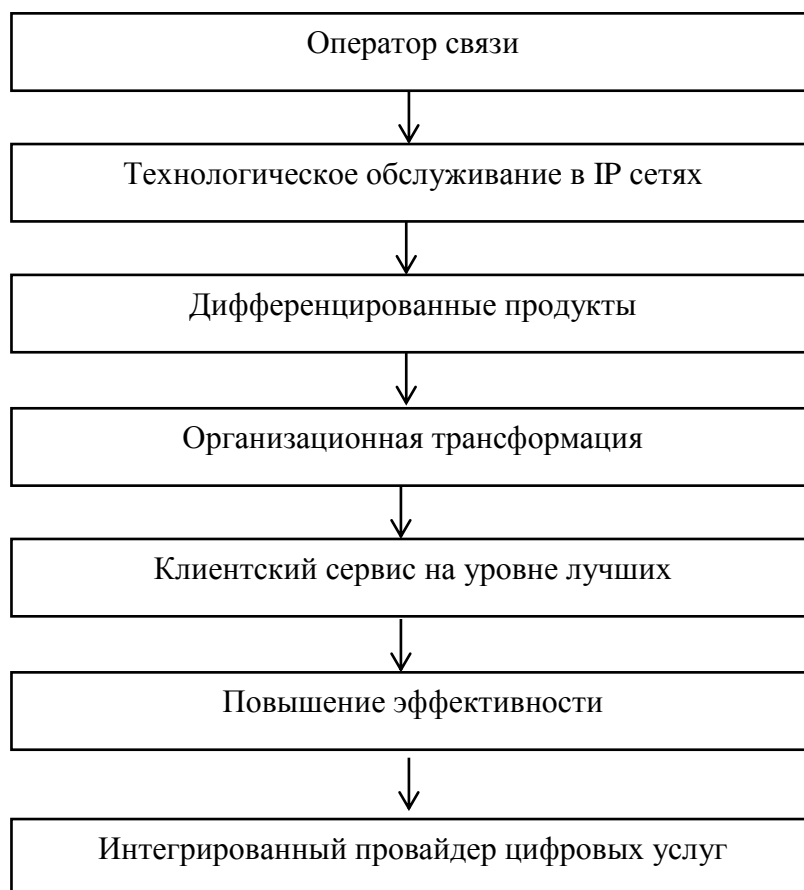 Оператор связи
Технологическое обслуживание в IP сетях
Дифференцированные продукты
Организационная трансформация
Клиентский сервис на уровне лучших
Повышение эффективности
Интегрированный провайдер цифровых услуг